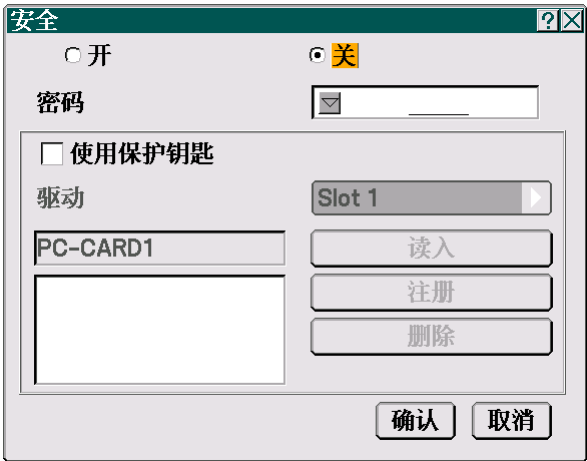 安全
开 关
密码
使用保护钥匙
驱动 Slot 1
PC-CARD1 读入
注册
删除
确认 取消